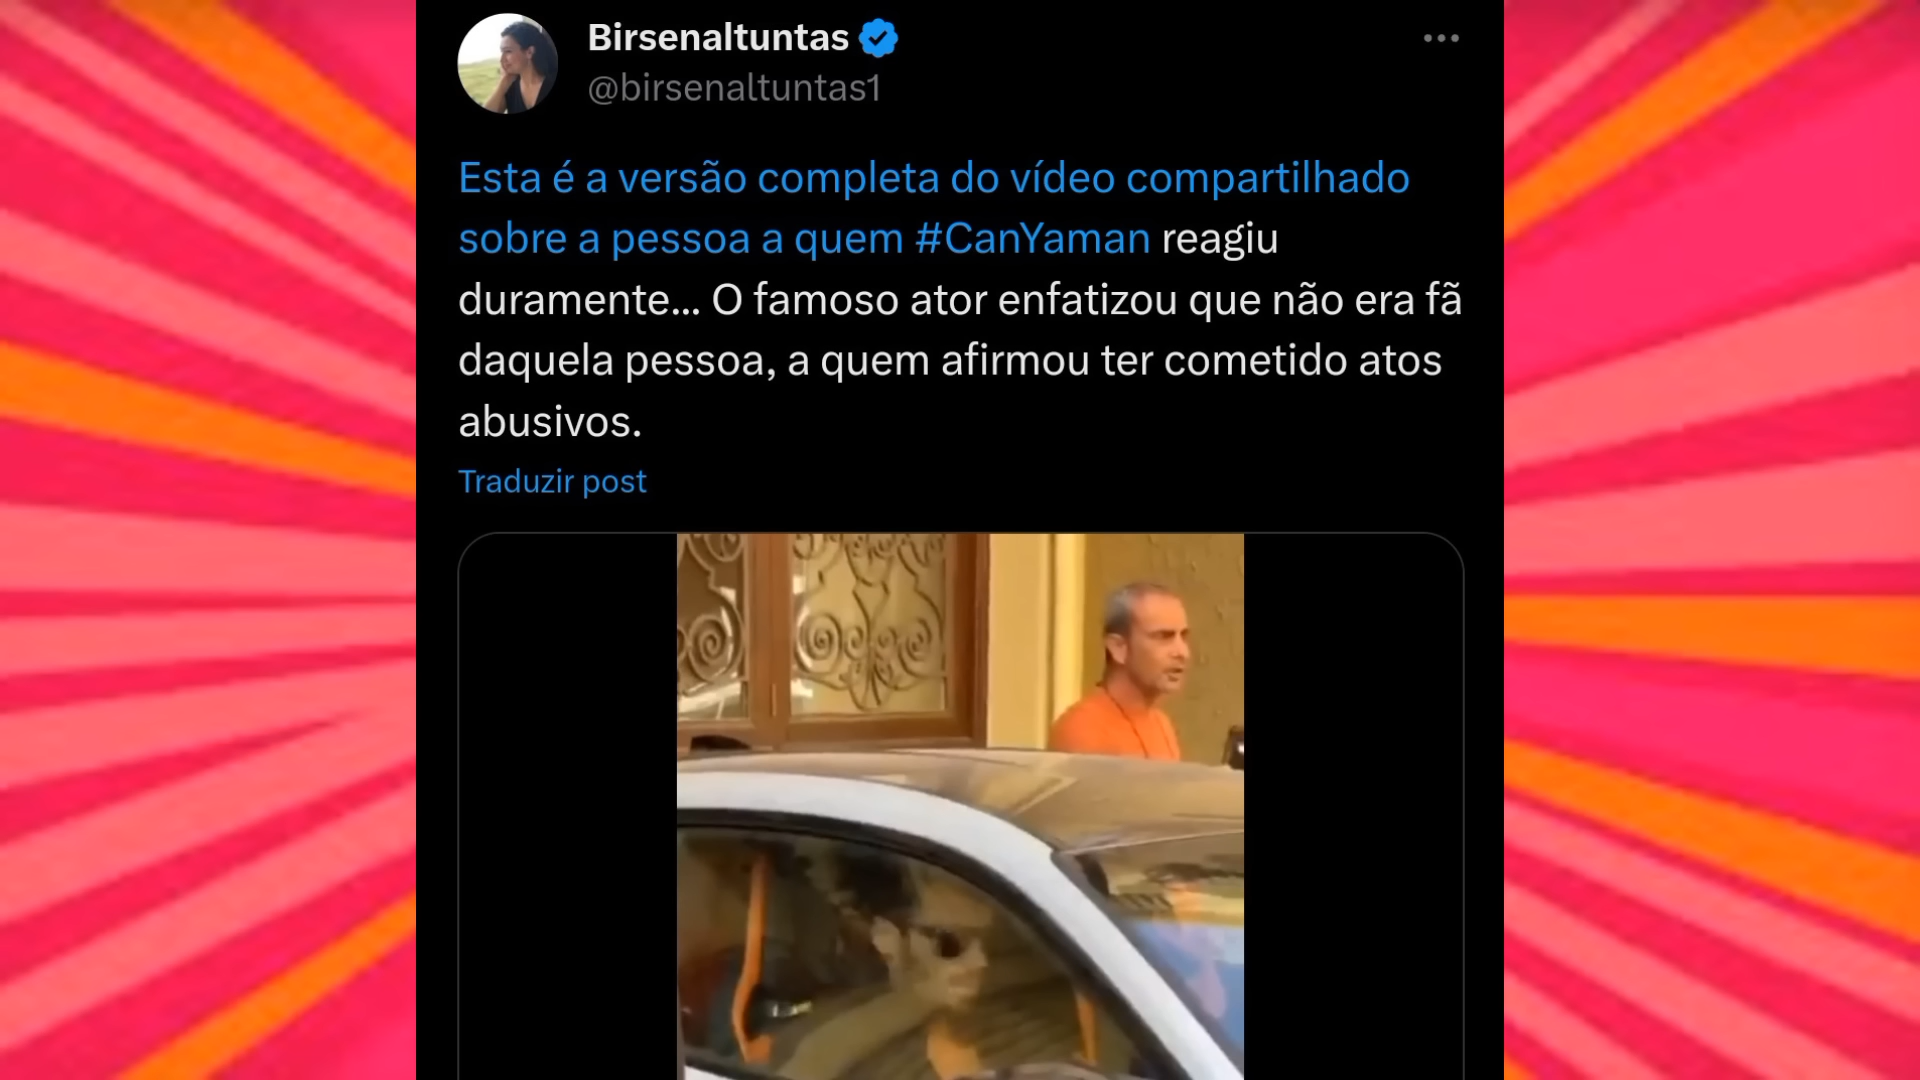 Birsenaltuntas
@birsenaltuntas1
Esta é a versão completa do vídeo compartilhado
sobre a pessoa a quem #CanYaman reagiu
duramente... O famoso ator enfatizou que não era fã
daquela pessoa, a quem afirmou ter cometido atos
abusivos.
Traduzir post